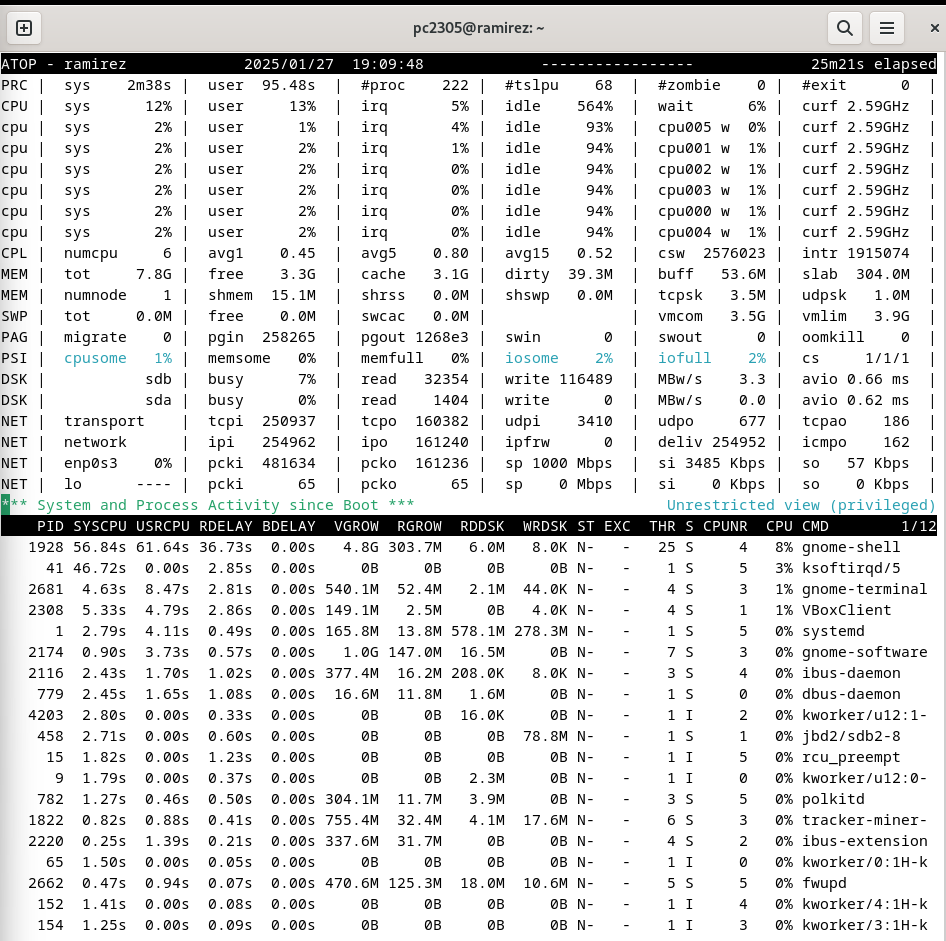 pc2305@ramirez: ~
ATOP - ramirez 2025/01/27 19:09:48 ----------------- 25m21s elapsed
PRC | sys 2m38s | user 95.48s | #proc 222 | #tslpu 68 | #zombie 0 | #exit 0 |
CPU | sys 12% | user 13% | irq 5% | idle 564% | wait 6% | curf 2.59GHz |
cpu | sys 2% | user 1% | irq 4% | idle 93% | cpu005 w 0% | curf 2.59GHz |
cpu | sys 2% | user 2% | irq 1% | idle 94% | cpu001 w 1% | curf 2.59GHz |
cpu | sys 2% | user 2% | irq 0% | idle 94% | cpu002 w 1% | curf 2.59GHz |
cpu | sys 2% | user 2% | irq 0% | idle 94% | cpu003 w 1% | curf 2.59GHz |
cpu | sys 2% | user 2% | irq 0% | idle 94% | cpu000 w 1% | curf 2.59GHz |
cpu | sys 2% | user 2% | irq 0% | idle 94% | cpu004 w 1% | curf 2.59GHz |
CPL | numcpu 6 | avg1 0.45 | avg5 0.80 | avg15 0.52 | csw 2576023 | intr 1915074 |
MEM | tot 7.8G | free 3.3G | cache 3.1G | dirty 39.3M | buff 53.6M | slab 304.0M |
MEM | numnode 1 | shmem 15.1M | shrss 0.0M | shswp 0.0M | tcpsk 3.5M | udpsk 1.0M |
SWP | tot 0.0M | free 0.0M | swcac 0.0M | | vmcom 3.5G | vmlim 3.9G |
PAG | migrate 0 | pgin 258265 | pgout 1268e3 | swin 0 | swout 0 | oomkill 0 |
PSI | cpusome 1% | memsome 0% | memfull 0% | iosome 2% | iofull 2% | cs 1/1/1 |
DSK | sdb | busy 7% | read 32354 | write 116489 | MBw/s 3.3 | avio 0.66 ms |
DSK | sda | busy 0% | read 1404 | write 0 | MBw/s 0.0 | avio 0.62 ms |
NET | transport | tcpi 250937 | tcpo 160382 | udpi 3410 | udpo 677 | tcpao 186 |
NET | network | ipi 254962 | ipo 161240 | ipfrw 0 | deliv 254952 | icmpo 162 |
NET | enp0s3 0% | pcki 481634 | pcko 161236 | sp 1000 Mbps | si 3485 Kbps | so 57 Kbps |
NET | lo ---- | pcki 65 | pcko 65 | sp 0 Mbps | si 0 Kbps | so 0 Kbps |
*** System and Process Activity since Boot *** Unrestricted view (privileged)
PID SYSCPU USRCPU RDELAY BDELAY VGROW RGROW RDDSK WRDSK ST EXC THR S CPUNR CPU CMD 1/12
1928 56.84s 61.64s 36.73s 0.00s 4.8G 303.7M 6.0M 8.0K N- - 25 S 4 8% gnome-shell
41 46.72s 0.00s 2.85s 0.00s 0B 0B 0B 0B N- - 1 S 5 3% ksoftirqd/5
2681 4.63s 8.47s 2.81s 0.00s 540.1M 52.4M 2.1M 44.0K N- - 4 S 3 1% gnome-terminal
2308 5.33s 4.79s 2.86s 0.00s 149.1M 2.5M 0B 4.0K N- - 4 S 1 1% VBoxClient
1 2.79s 4.11s 0.49s 0.00s 165.8M 13.8M 578.1M 278.3M N- - 1 S 5 0% systemd
2174 0.90s 3.73s 0.57s 0.00s 1.0G 147.0M 16.5M 0B N- - 7 S 3 0% gnome-software
2116 2.43s 1.70s 1.02s 0.00s 377.4M 16.2M 208.0K 8.0K N- - 3 S 4 0% ibus-daemon
779 2.45s 1.65s 1.08s 0.00s 16.6M 11.8M 1.6M 0B N- - 1 S 0 0% dbus-daemon
4203 2.80s 0.00s 0.33s 0.00s 0B 0B 16.0K 0B N- - 1 I 2 0% kworker/u12:1-
458 2.71s 0.00s 0.60s 0.00s 0B 0B 0B 78.8M N- - 1 S 1 0% jbd2/sdb2-8
15 1.82s 0.00s 1.23s 0.00s 0B 0B 0B 0B N- - 1 I 5 0% rcu_preempt
9 1.79s 0.00s 0.37s 0.00s 0B 0B 2.3M 0B N- - 1 I 0 0% kworker/u12:0-
782 1.27s 0.46s 0.50s 0.00s 304.1M 11.7M 3.9M 0B N- - 3 S 5 0% polkitd
1822 0.82s 0.88s 0.41s 0.00s 755.4M 32.4M 4.1M 17.6M N- - 6 S 3 0% tracker-miner-
2220 0.25s 1.39s 0.21s 0.00s 337.6M 31.7M 0B 0B N- - 4 S 2 0% ibus-extension
65 1.50s 0.00s 0.05s 0.00s 0B 0B 0B 0B N- - 1 I 0 0% kworker/0:1H-k
2662 0.47s 0.94s 0.07s 0.00s 470.6M 125.3M 18.0M 10.6M N- - 5 S 5 0% fwupd
152 1.41s 0.00s 0.08s 0.00s 0B 0B 0B 0B N- - 1 I 4 0% kworker/4:1H-k
154 1.25s 0.00s 0.09s 0.00s 0B 0B 0B 0B N- - 1 I 3 0% kworker/3:1H-k